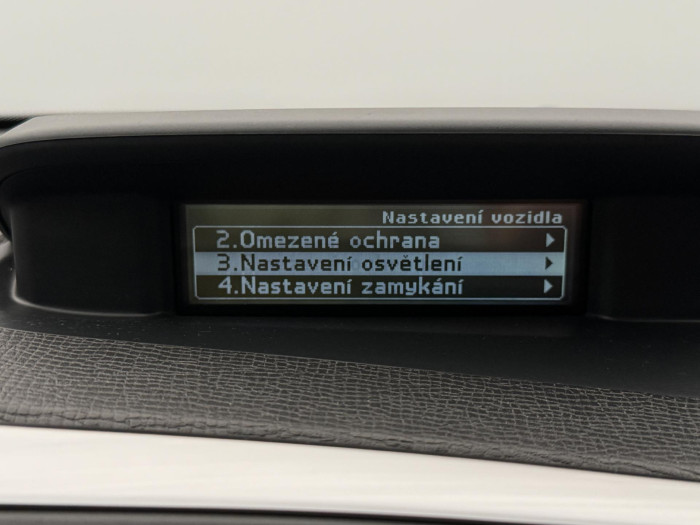 Nastavení vozidla
2.Omezené ochrana
3.Nastavení osvětlení
4.Nastavení zamykání